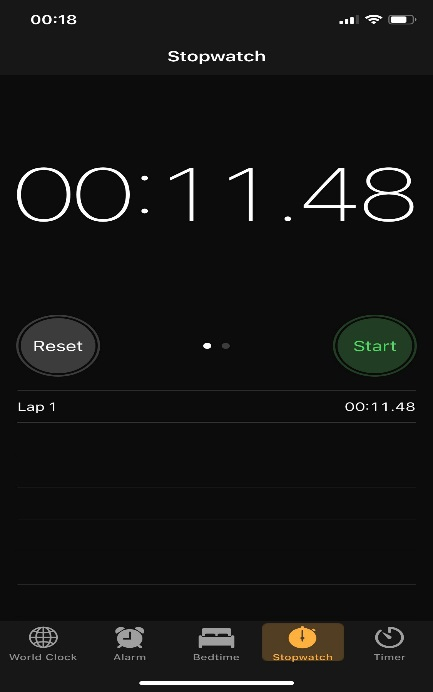 00:18
Stopwatch
00:11.48
Reset
Start
Lap 1 00:11.48
World Clock Alarm Bedtime Stopwatch Timer